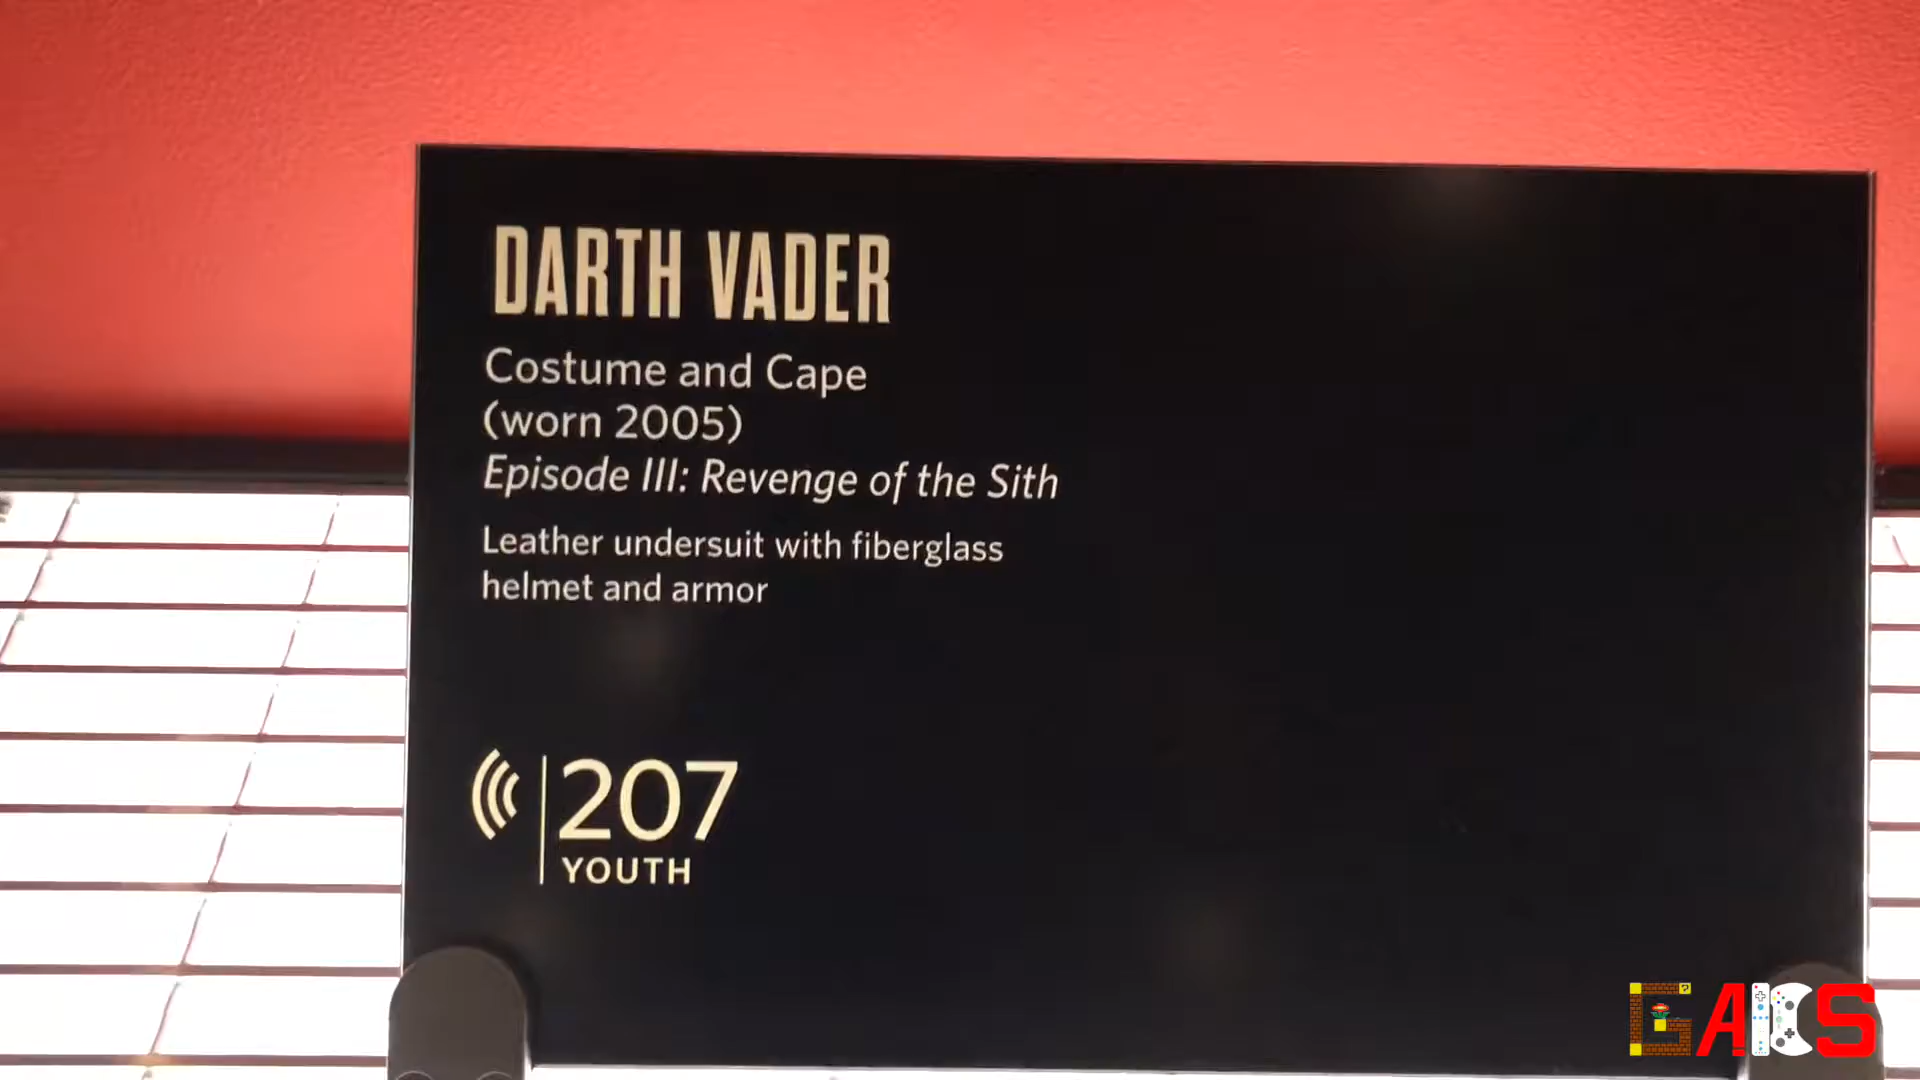 DARTH VADER
Costume and Cape
(worn 2005)
Episode III: Revenge of the Sith
Leather undersuit with fiberglass
helmet and armor
207
YOUTH
GAICS